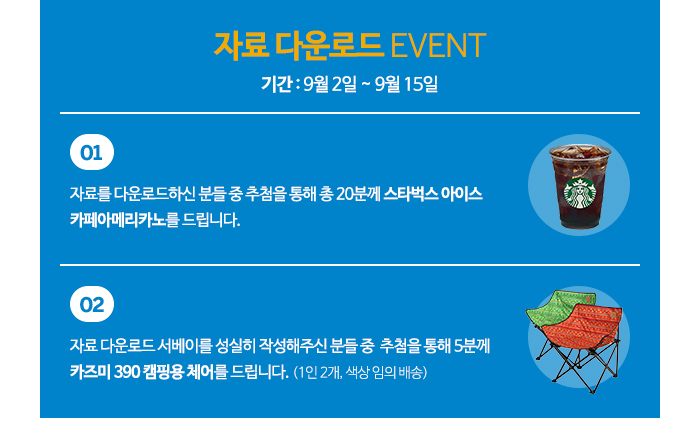 자료 다운로드 EVENT
기간 : 9월 2일 ~ 9월 15일
01
자료를 다운로드하신 분들 중 추첨을 통해 총 20분께 스타벅스 아이스
카페아메리카노를 드립니다.
02
자료 다운로드 서베이를 성실히 작성해주신 분들 중 추첨을 통해 5분께
카즈미 390 캠핑용 체어를 드립니다. (1인 2개, 색상 임의 배송)